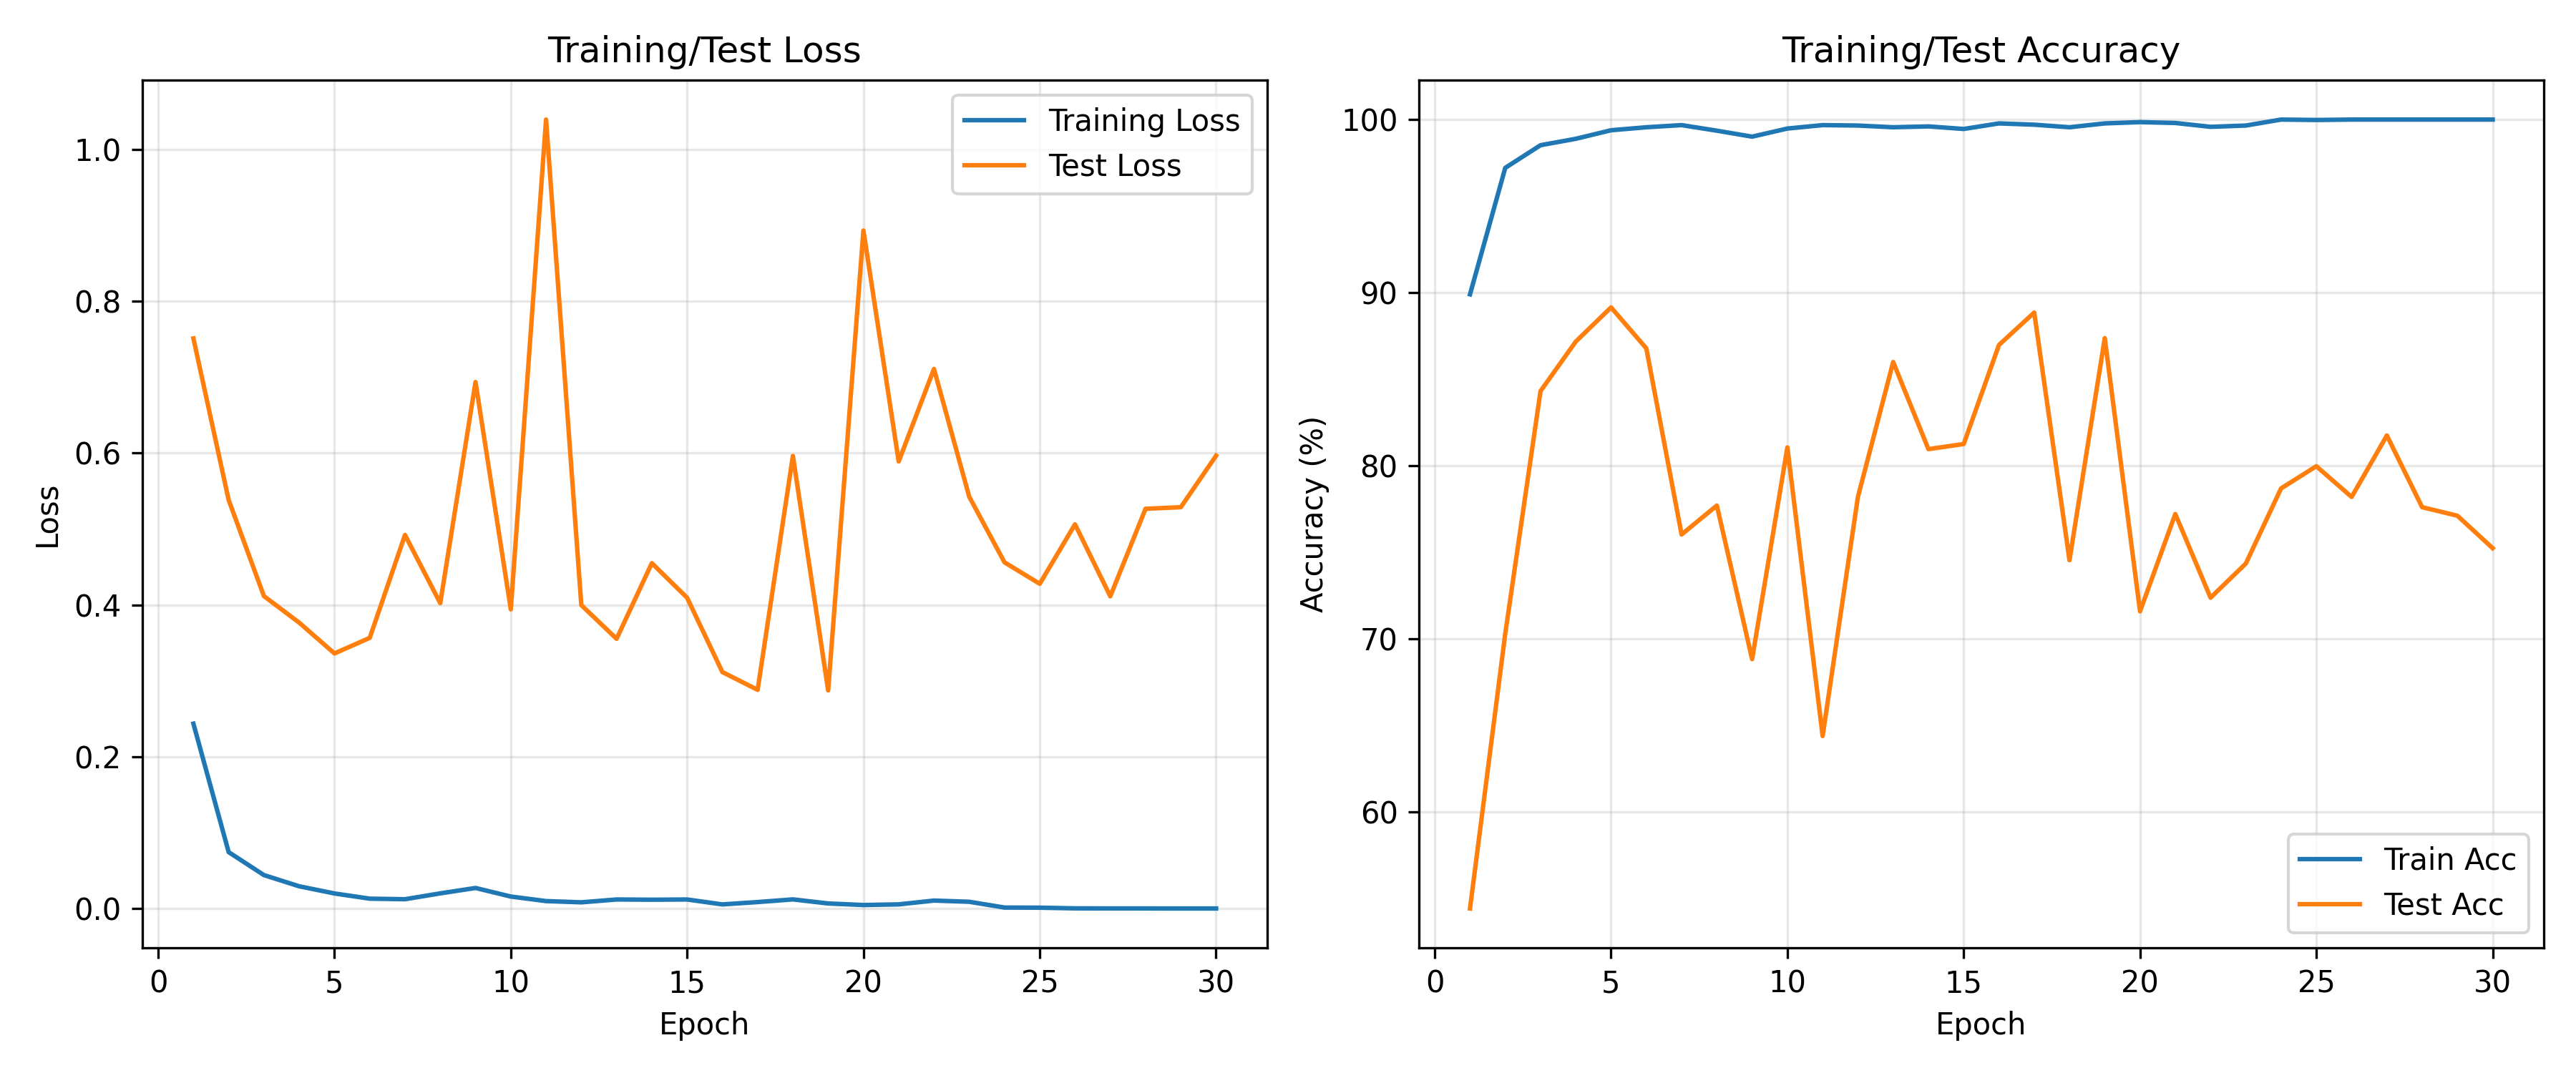 Training/Test Loss
Training Loss
Test Loss
1.0
0.8
0.6
0.4
0.2
0.0
Loss
0 5 10 15 20 25 30
Epoch
Training/Test Accuracy
100
90
80
70
60
Accuracy (%)
Train Acc
Test Acc
0 5 10 15 20 25 30
Epoch